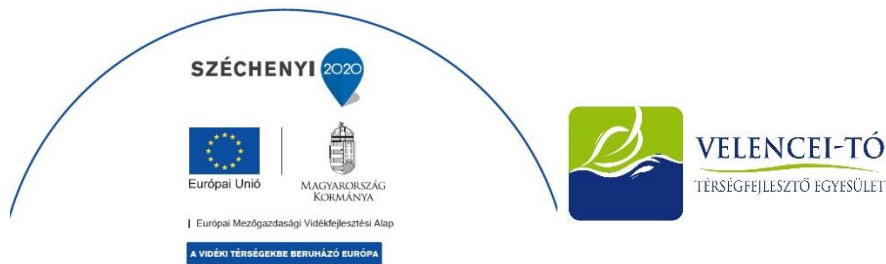 SZÉCHENYI 2020
Európai Unió
MAGYARORSZÁG
KORMÁNYA
Európai Mezőgazdasági Vidékfejlesztési Alap
A VIDÉKI TÉRSÉGEKBE BERUHÁZÓ EURÓPA
VELENCEI-TÓ
TÉRSÉGFEJLESZTŐ EGYESÜLET